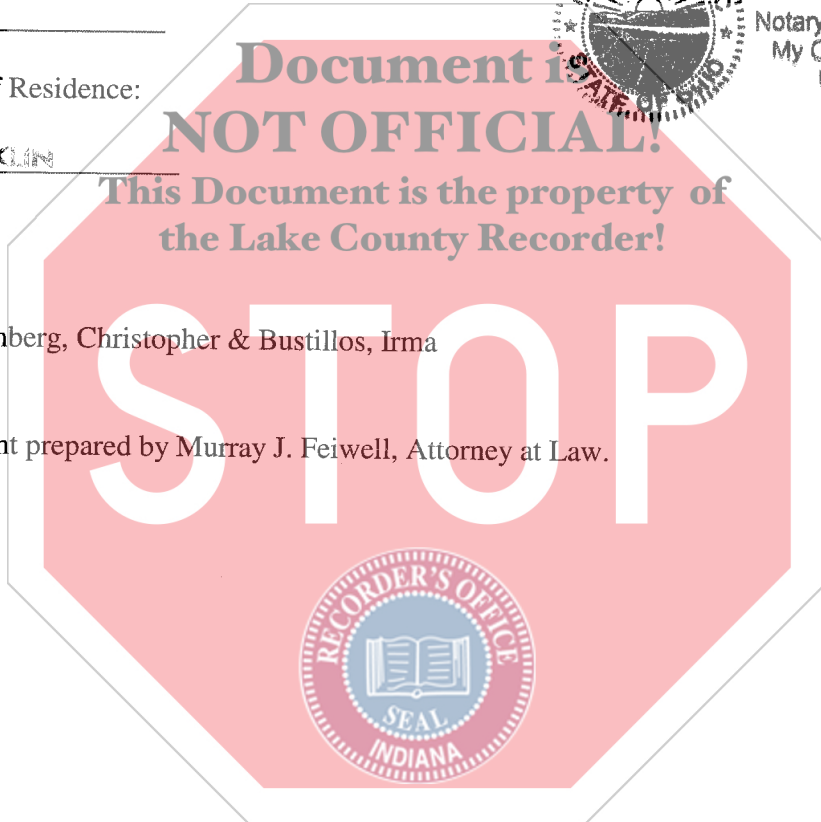 Notary
My
Document is
STATE OF OHIO
Residence:
NOT OFFICIAL!
KLIN
This Document is the property of
the Lake County Recorder!
nberg, Christopher & Bustillos, Irma
STOP
nt prepared by Murray J. Feiwell, Attorney at Law.
RECORDER'S OFFICE
SEAL
INDIANA